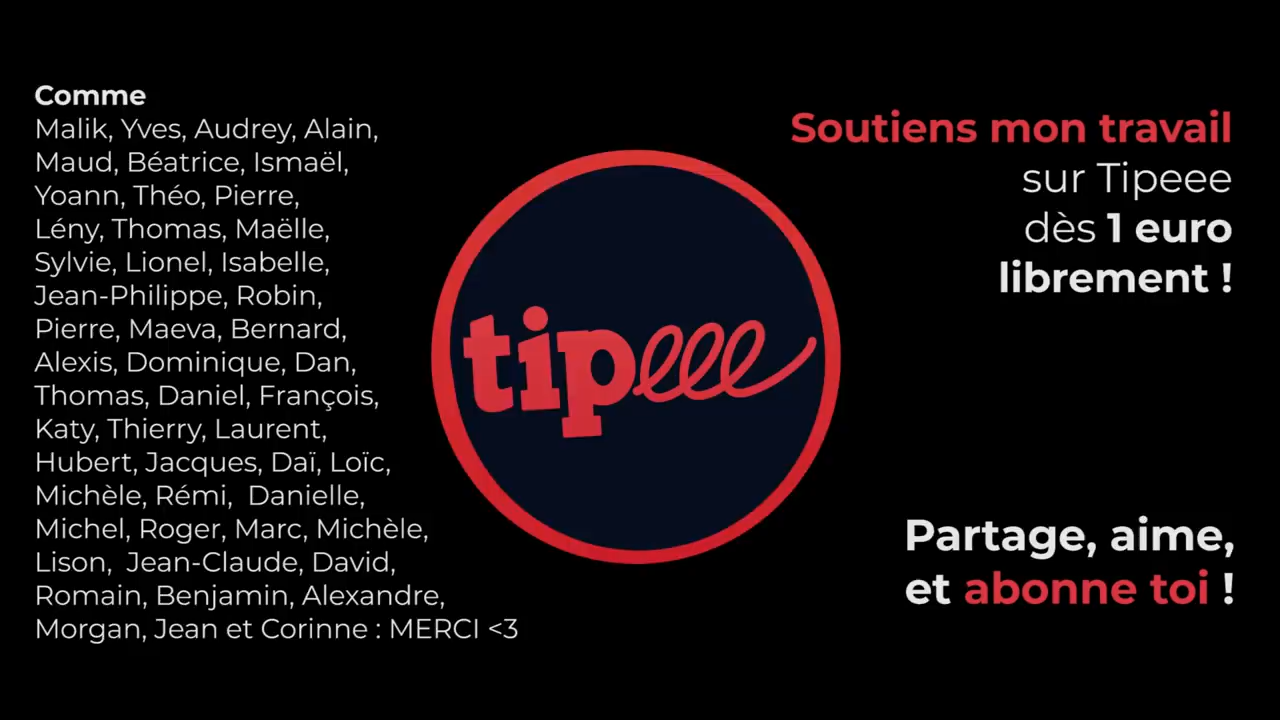 Comme
Malik, Yves, Audrey, Alain,
Maud, Béatrice, Ismaël,
Yoann, Théo, Pierre,
Lény, Thomas, Maëlle,
Sylvie, Lionel, Isabelle,
Jean-Philippe, Robin,
Pierre, Maeva, Bernard,
Alexis, Dominique, Dan,
Thomas, Daniel, François,
Katy, Thierry, Laurent,
Hubert, Jacques, Daï, Loïc,
Michèle, Rémi,  Danielle,
Michel, Roger, Marc, Michèle,
Lison,  Jean-Claude, David,
Romain, Benjamin, Alexandre,
Morgan, Jean et Corinne : MERCI <3
tipeee
Soutiens mon travail
sur Tipeee
dès 1 euro
librement !
Partage, aime,
et abonne toi !